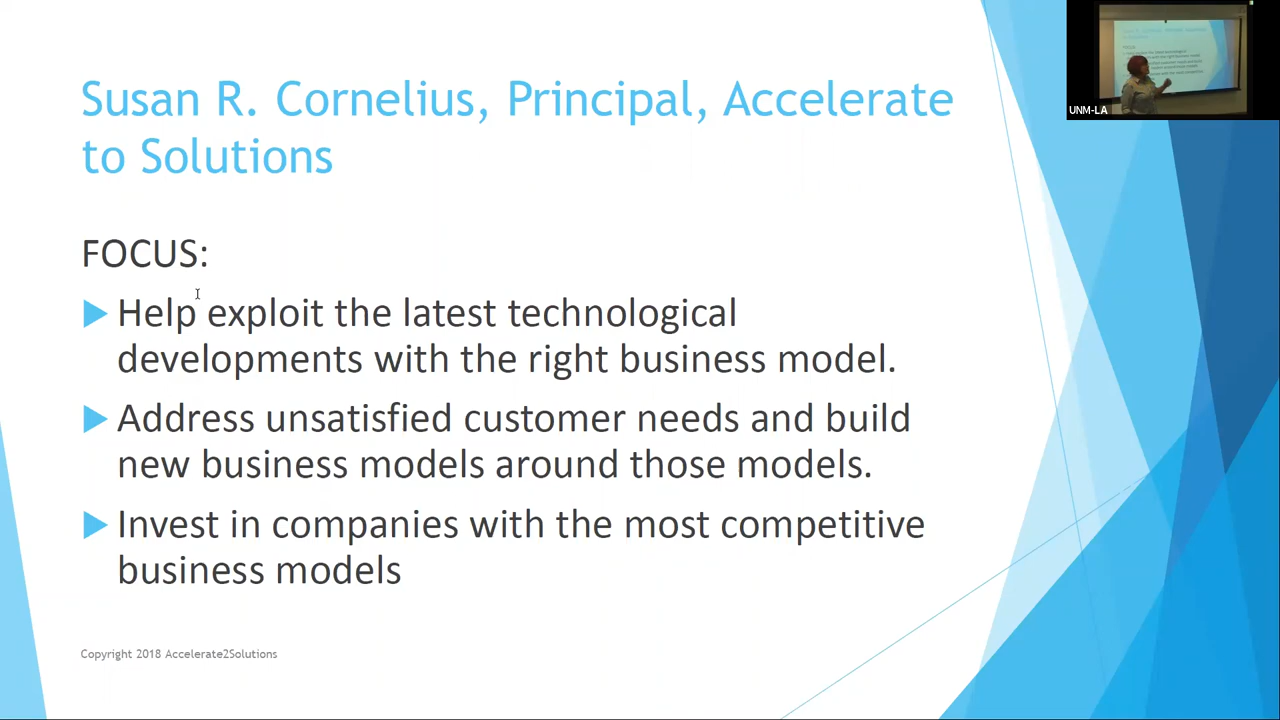 Susan R. Cornelius, Principal, Accelerate
to Solutions
UNM-LA
FOCUS:
Help exploit the latest technological
developments with the right business model.
Address unsatisfied customer needs and build
new business models around those models.
Invest in companies with the most competitive
business models
Copyright 2018 Accelerate2Solutions